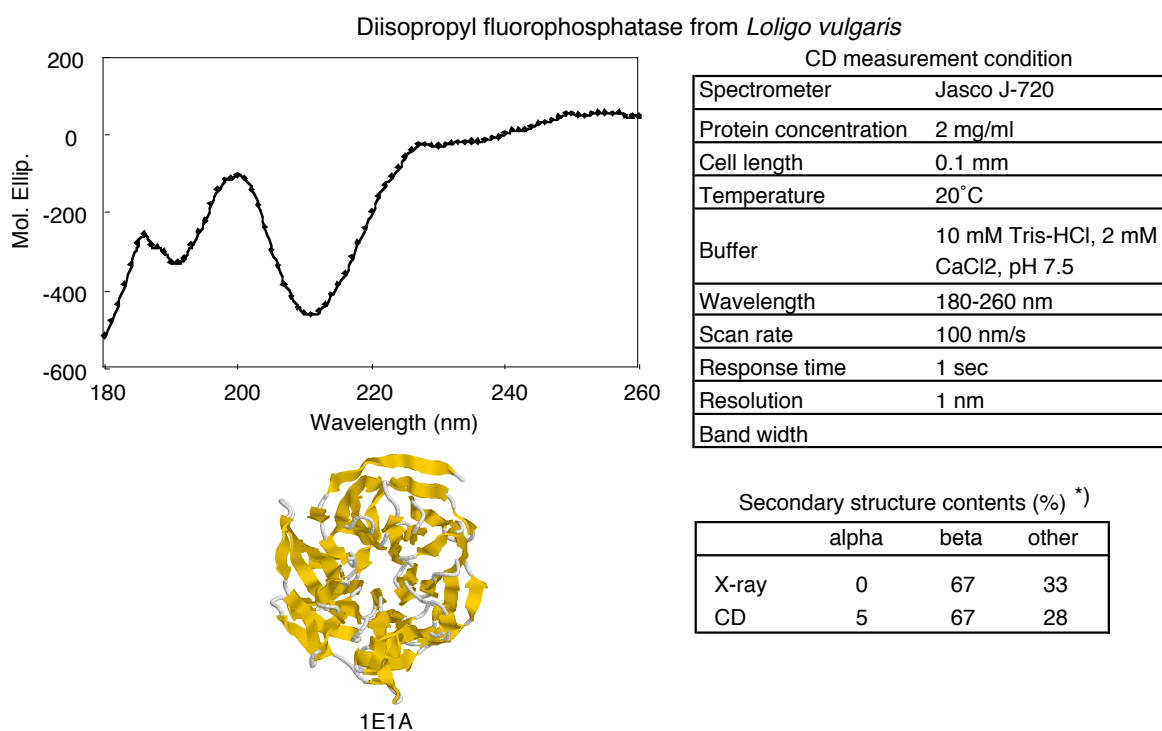 Diisopropyl fluorophosphatase from Loligo vulgaris
200
0
-200
-400
-600
Mol. Ellip.
180 200 220 240 260
Wavelength (nm)
1E1A
CD measurement condition
Spectrometer Jasco J-720
Protein concentration 2 mg/ml
Cell length 0.1 mm
Temperature 20˚C
Buffer 10 mM Tris-HCl, 2 mM
CaCl2, pH 7.5
Wavelength 180-260 nm
Scan rate 100 nm/s
Response time 1 sec
Resolution 1 nm
Band width
Secondary structure contents (%) *)
alpha beta other
X-ray 0 67 33
CD 5 67 28